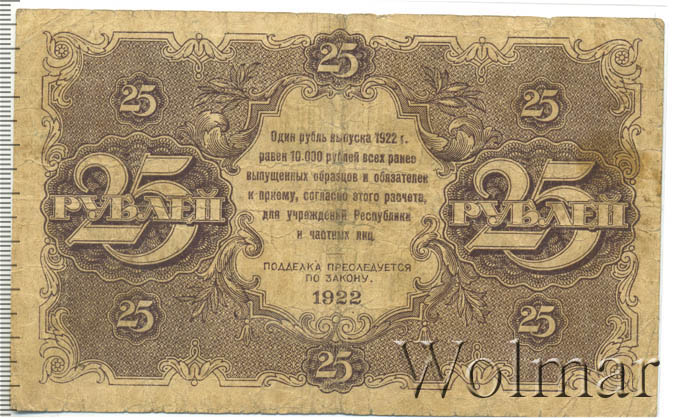 25
25 25
Один рубль выпуска 1922 г.
равен 10.000 рублей всех ранее
выпущенных образцов и обязателен
к приему, согласно этого расчета,
для учреждений Республики
и частных лиц.
25 РУБЛЕЙ
25 РУБЛЕЙ
ПОДДЕЛКА ПРЕСЛЕДУЕТСЯ
ПО ЗАКОНУ.
1922
25 25
25
Wolmar